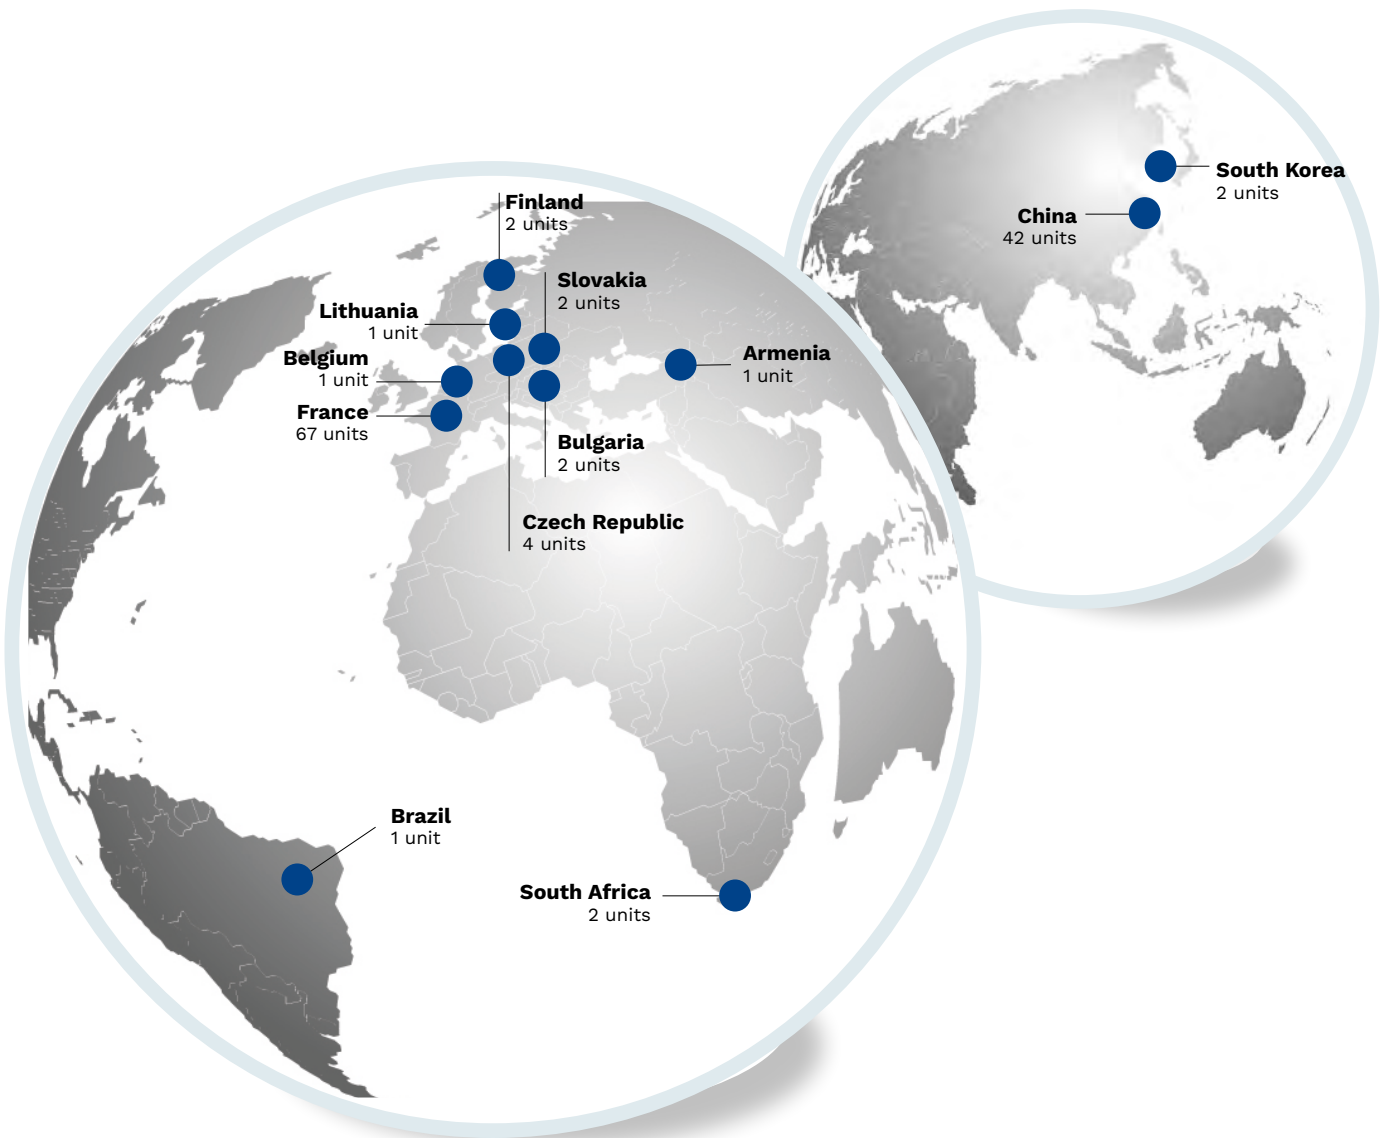 South Korea
2 units
China
42 units
Finland
2 units
Slovakia
2 units
Lithuania
1 unit
Belgium
1 unit
Armenia
1 unit
France
67 units
Bulgaria
2 units
Czech Republic
4 units
Brazil
1 unit
South Africa
2 units